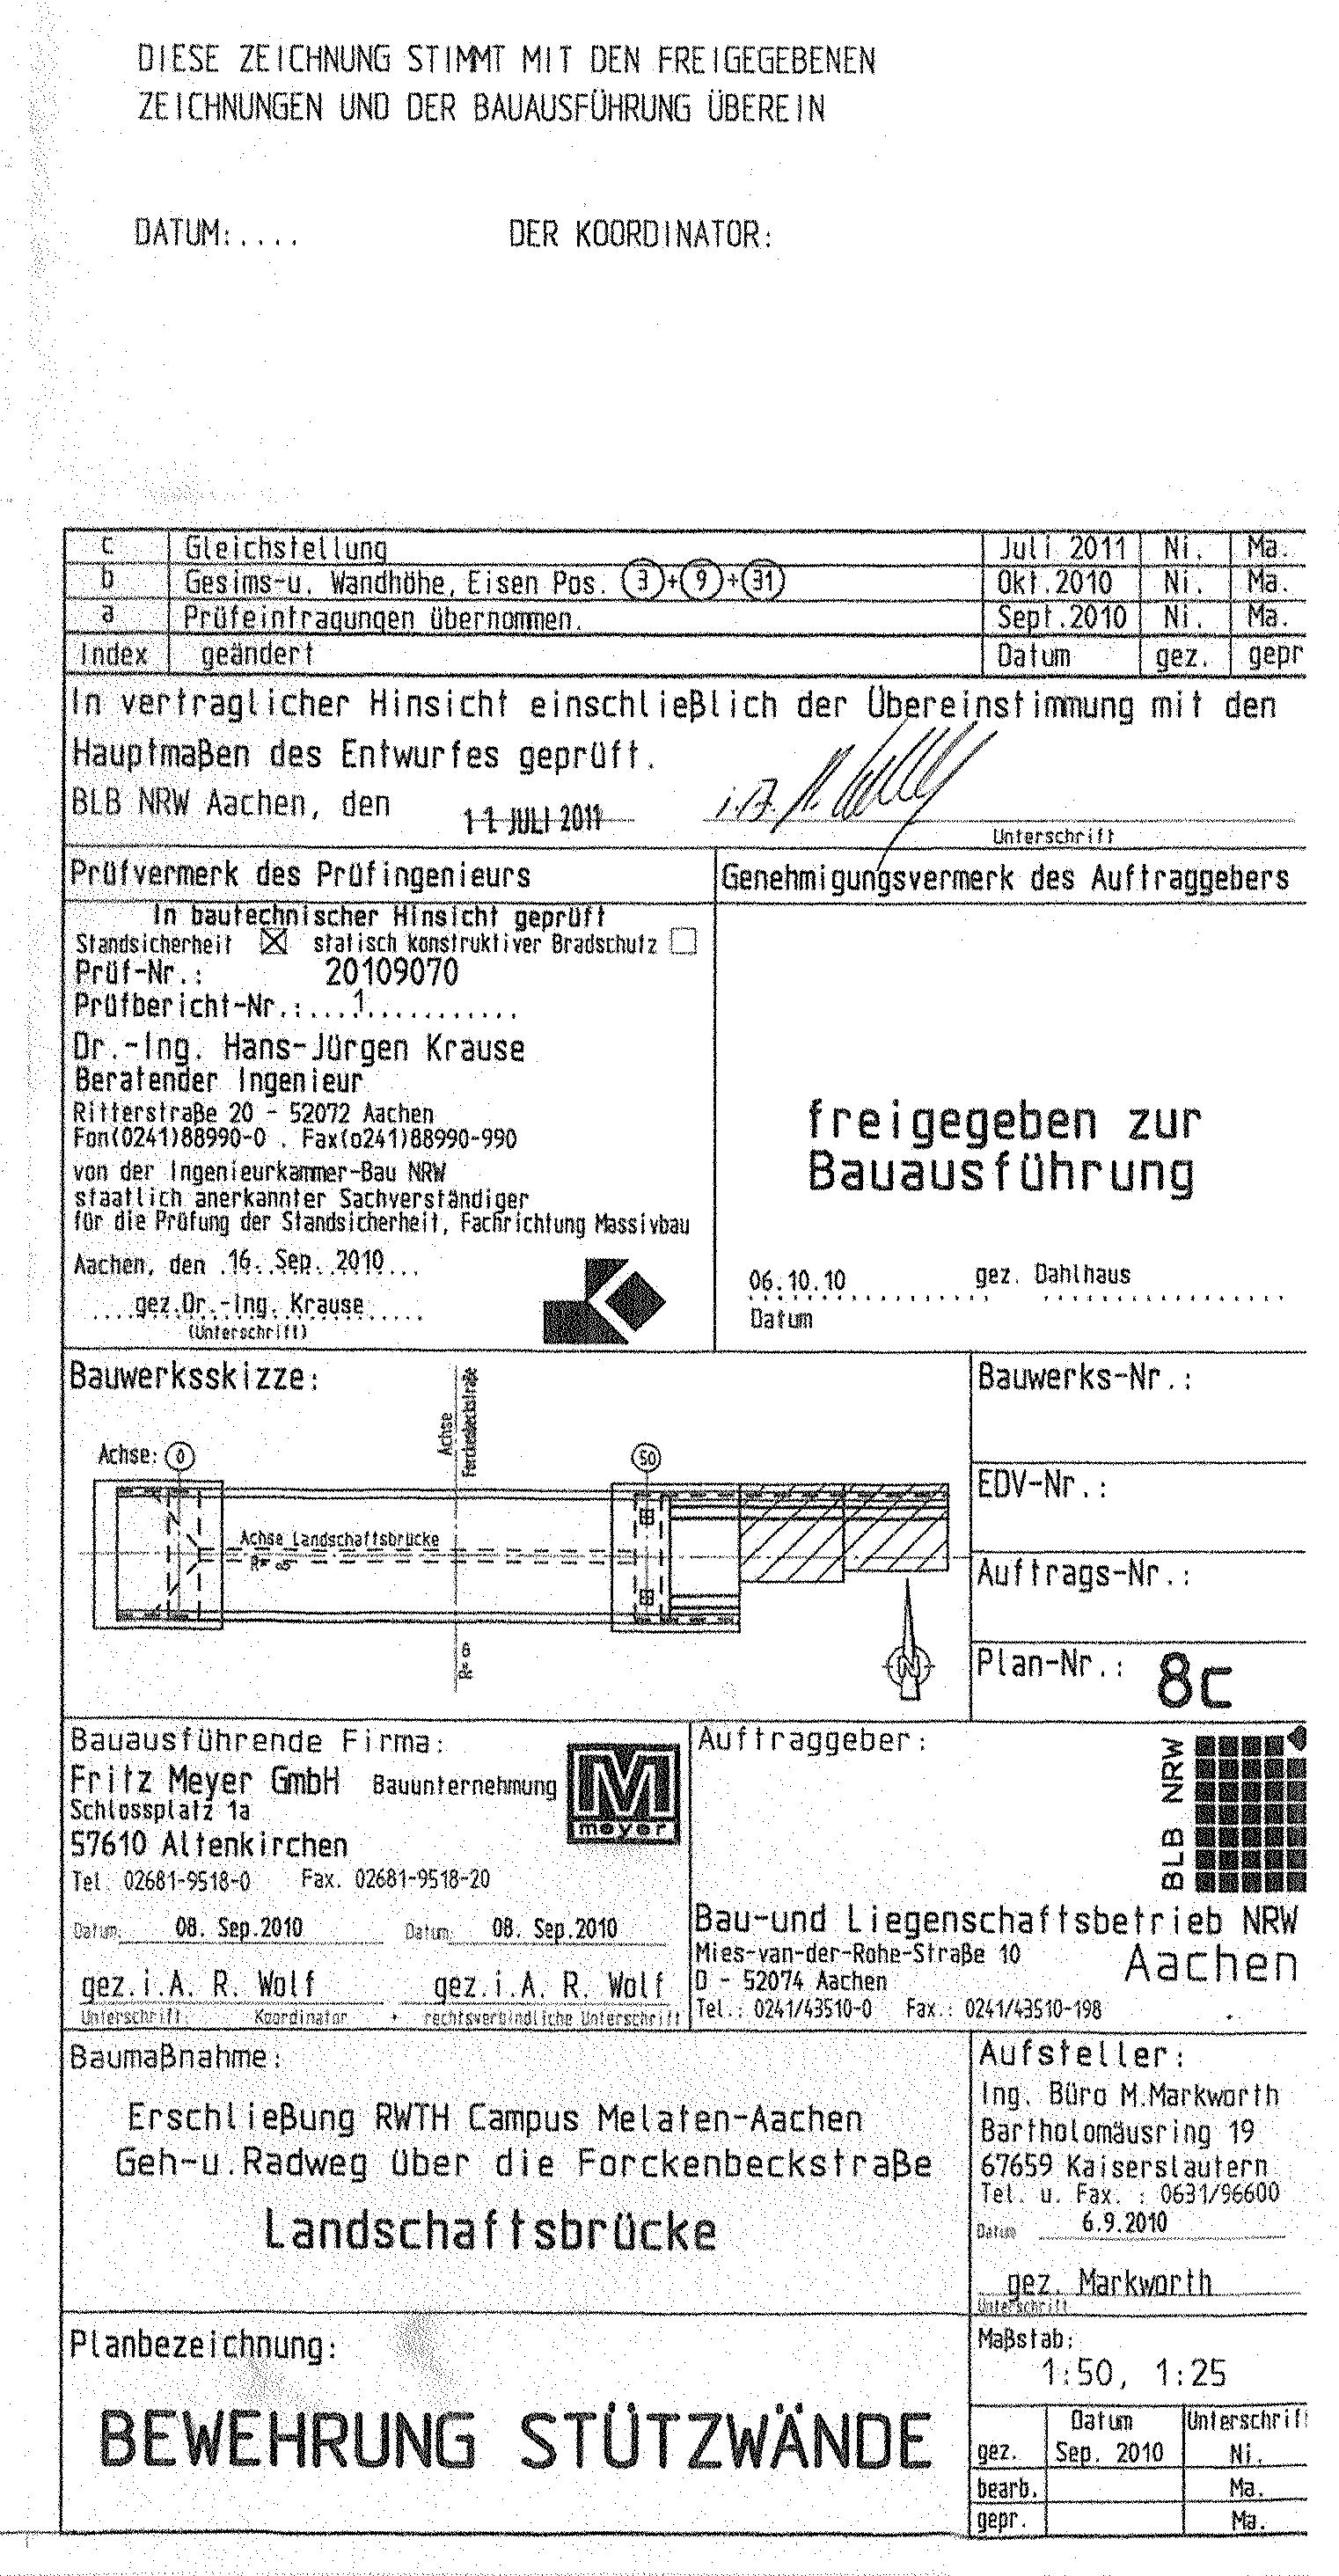 DIESE ZEICHNUNG STIMMT MIT DEN FREIGEGEBENEN
ZEICHNUNGEN UND DER BAUAUSFÜHRUNG ÜBEREIN
DATUM:.... DER KOORDINATOR:
c Gleichstellung Juli 2011 Ni. Ma.
b Gesims-u. Wandhöhe, Eisen Pos. 3+9+31 Okt.2010 Ni. Ma.
a Prüfeintragungen übernommen. Sept.2010 Ni. Ma.
Index geändert Datum gez. gepr
In vertraglicher Hinsicht einschließlich der Übereinstimmung mit den
Hauptmaßen des Entwurfes geprüft.
BLB NRW Aachen, den 11. JULI 2011 i.A.
Unterschrift
Prüfvermerk des Prüfingenieurs
In bautechnischer Hinsicht geprüft
Standsicherheit ☒ statisch konstruktiver Bradschutz ☐
Prüf-Nr.: 20109070
Prüfbericht-Nr.:....1............
Dr.-Ing. Hans-Jürgen Krause
Beratender Ingenieur
Ritterstraße 20 - 52072 Aachen
Fon(0241)88990-0 . Fax(o241)88990-990
von der Ingenieurkammer-Bau NRW
staatlich anerkannter Sachverständiger
für die Prüfung der Standsicherheit, Fachrichtung Massivbau
Aachen, den .16..Sep..2010...
gez.Dr.-Ing. Krause
(Unterschrift)
Genehmigungsvermerk des Auftraggebers
freigegeben zur
Bauausführung
06.10.10 gez. Dahlhaus
Datum
Bauwerksskizze:
Achse
Forckenbeckstraße
Achse: 0
50
Achse Landschaftsbrücke
R= ∞
R= ∞
N
Bauwerks-Nr.:
EDV-Nr.:
Auftrags-Nr.:
Plan-Nr.: 8c
Bauausführende Firma:
Fritz Meyer GmbH Bauunternehmung
Schlossplatz 1a
57610 Altenkirchen
Tel. 02681-9518-0 Fax. 02681-9518-20
M
meyer
Datum: 08. Sep.2010 Datum: 08. Sep.2010
gez.i.A. R. Wolf gez.i.A. R. Wolf
Unterschrift: Koordinator + rechtsverbindliche Unterschrift
Auftraggeber:
BLB NRW
Bau-und Liegenschaftsbetrieb NRW
Mies-van-der-Rohe-Straße 10
Aachen
D - 52074 Aachen
Tel.: 0241/43510-0 Fax.: 0241/43510-198
Baumaßnahme:
Erschließung RWTH Campus Melaten-Aachen
Geh-u.Radweg über die Forckenbeckstraße
Landschaftsbrücke
Aufsteller:
Ing. Büro M.Markworth
Bartholomäusring 19
67659 Kaiserslautern
Tel. u. Fax. : 0631/96600
Datum 6.9.2010
gez. Markworth
Unterschrift
Planbezeichnung:
BEWEHRUNG STÜTZWÄNDE
Maßstab:
1:50, 1:25
Datum Unterschrif
gez. Sep. 2010 Ni.
bearb. Ma.
gepr. Ma.